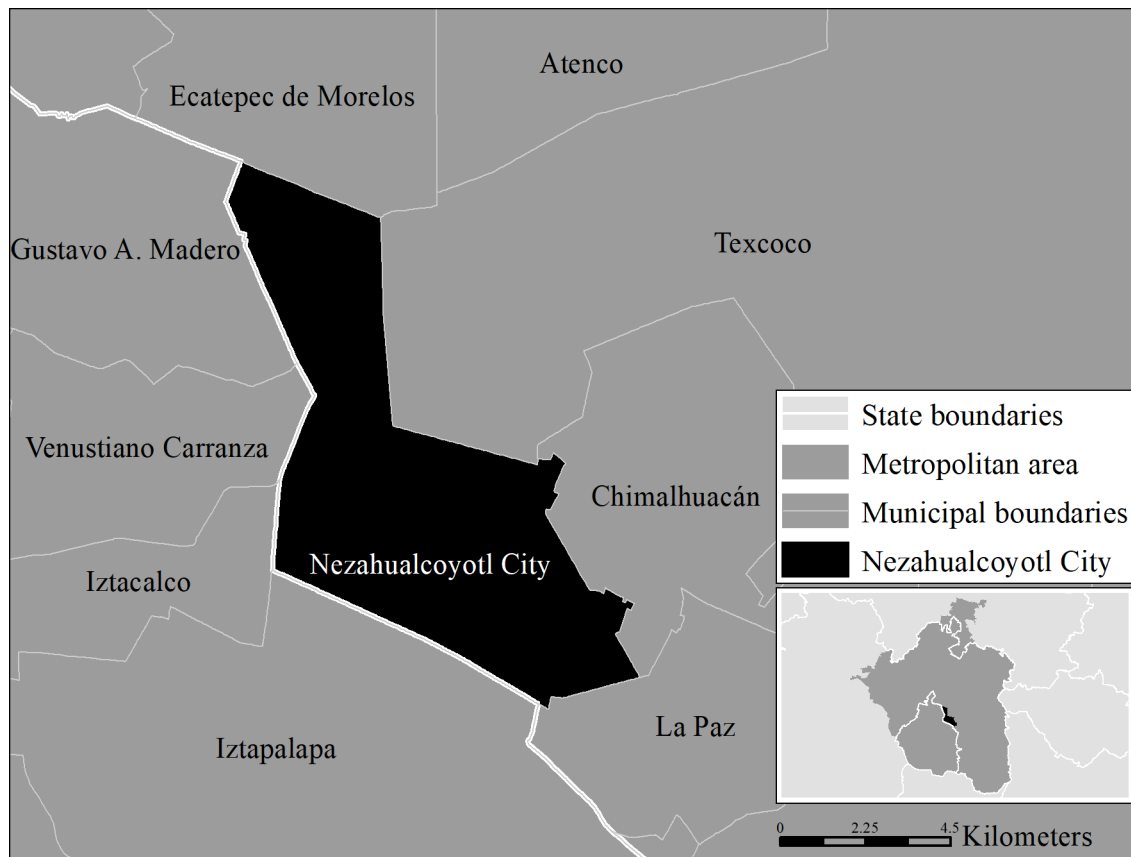 Atenco
Ecatepec de Morelos
Gustavo A. Madero
Texcoco
Venustiano Carranza
Chimalhuacán
Nezahualcoyotl City
Iztacalco
Iztapalapa
La Paz
State boundaries
Metropolitan area
Municipal boundaries
Nezahualcoyotl City
0 2.25 4.5
Kilometers